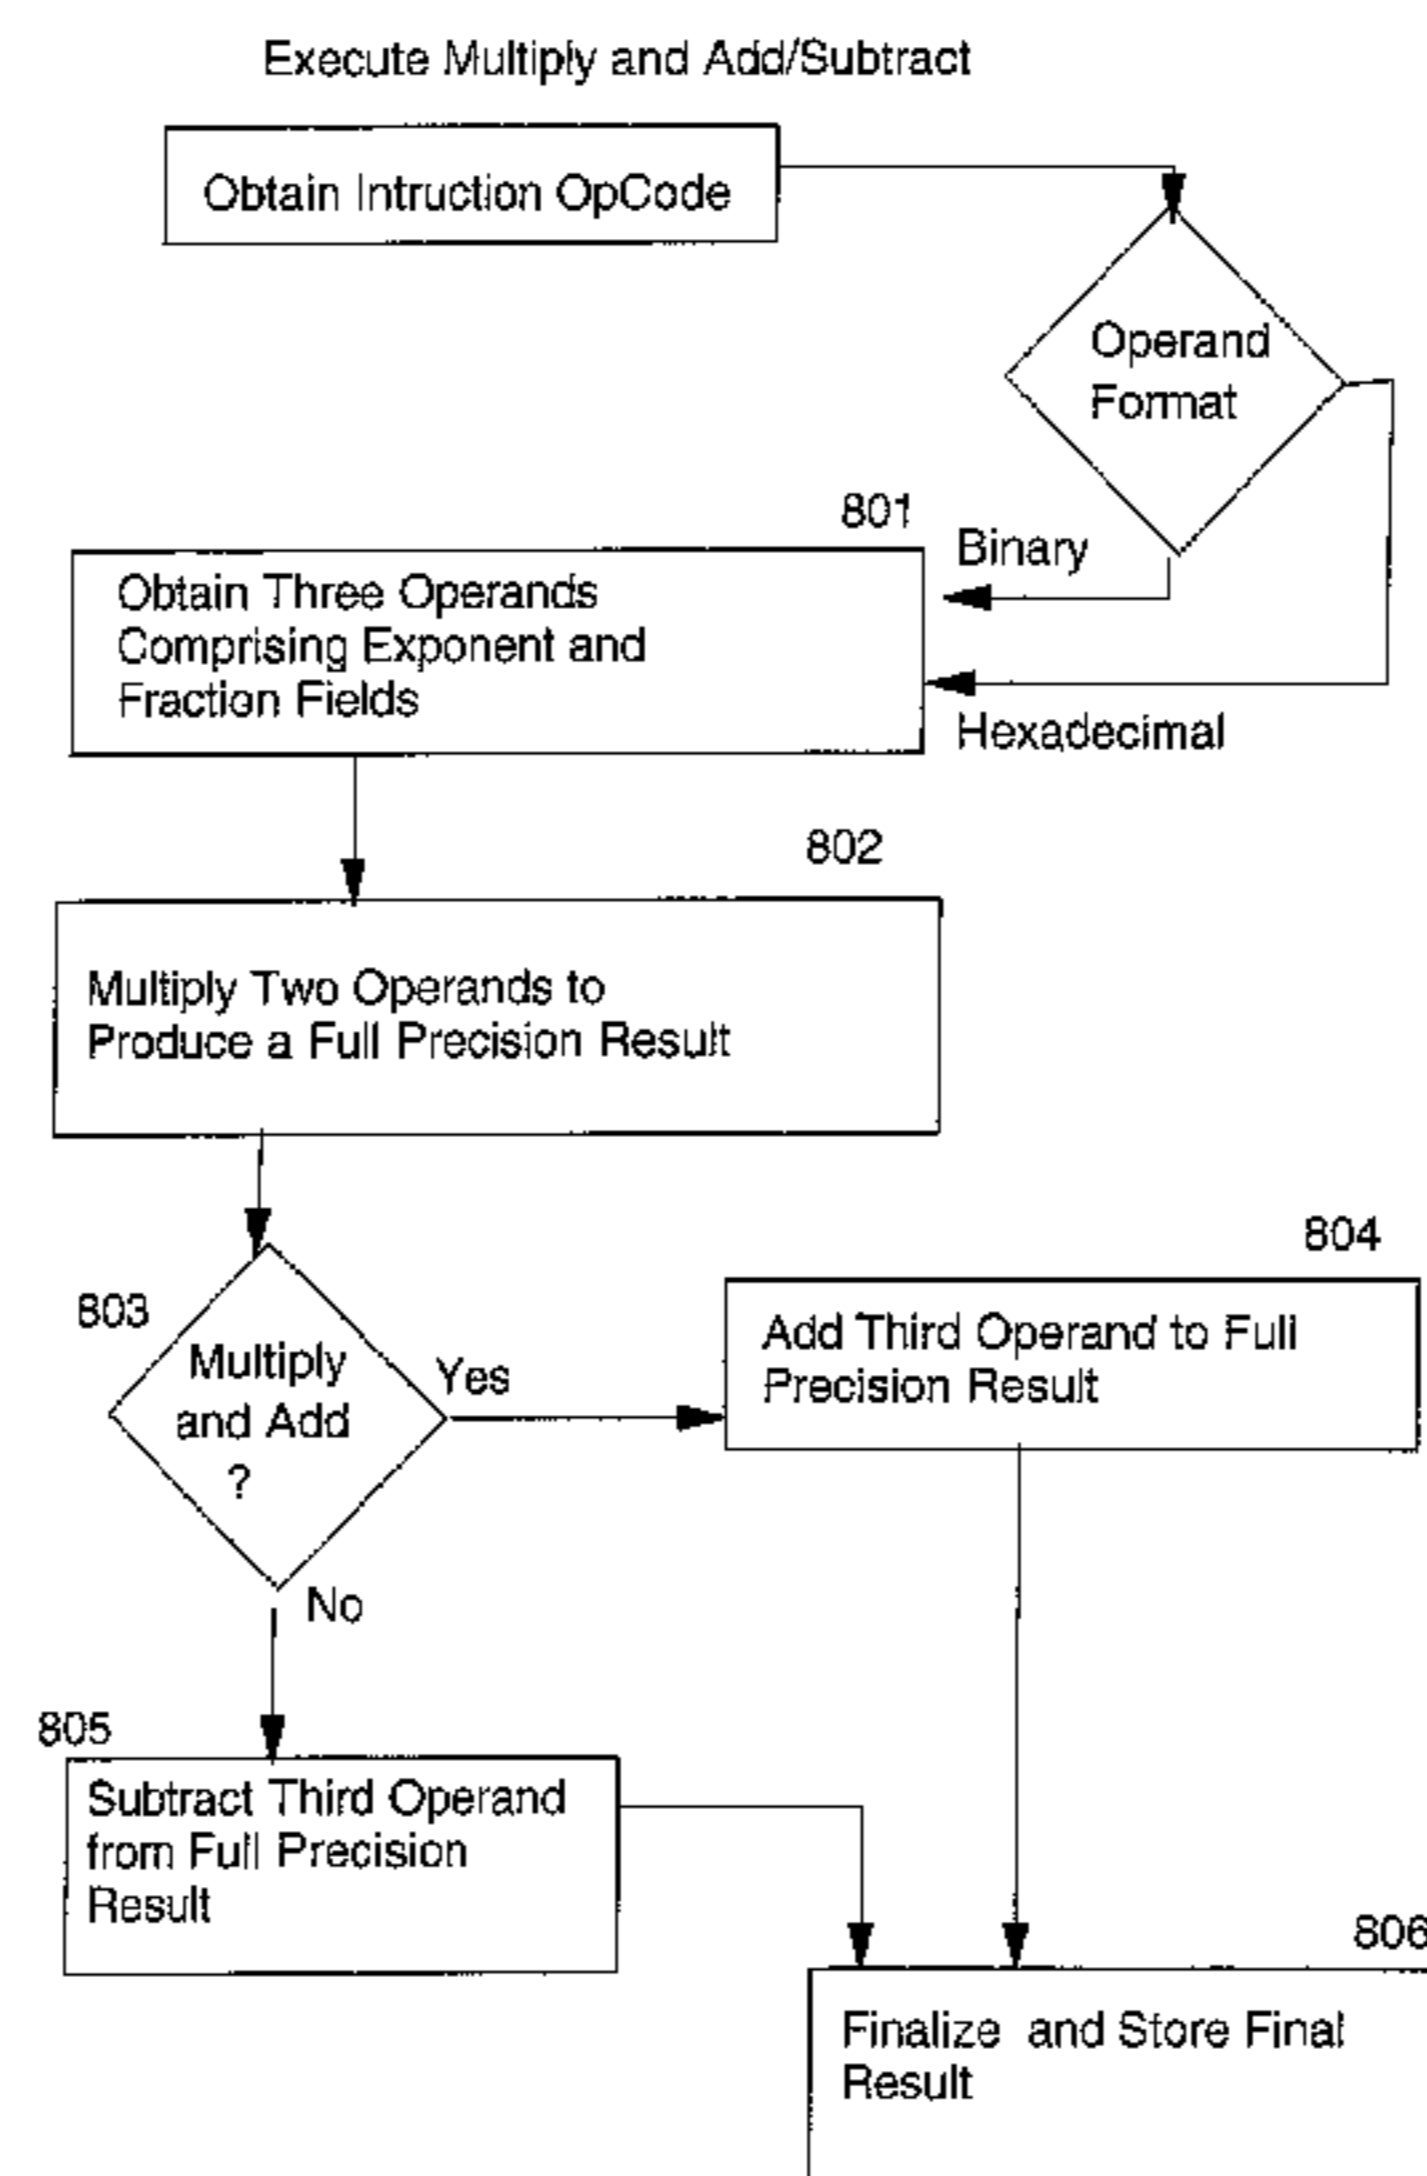 Execute Multiply and Add/Subtract
Obtain Intruction OpCode
Operand
Format
801
Binary
Obtain Three Operands
Comprising Exponent and
Fraction Fields
Hexadecimal
802
Multiply Two Operands to
Produce a Full Precision Result
804
803
Multiply
and Add
?
Yes
Add Third Operand to Full
Precision Result
No
805
Subtract Third Operand
from Full Precision
Result
806
Finalize and Store Final
Result